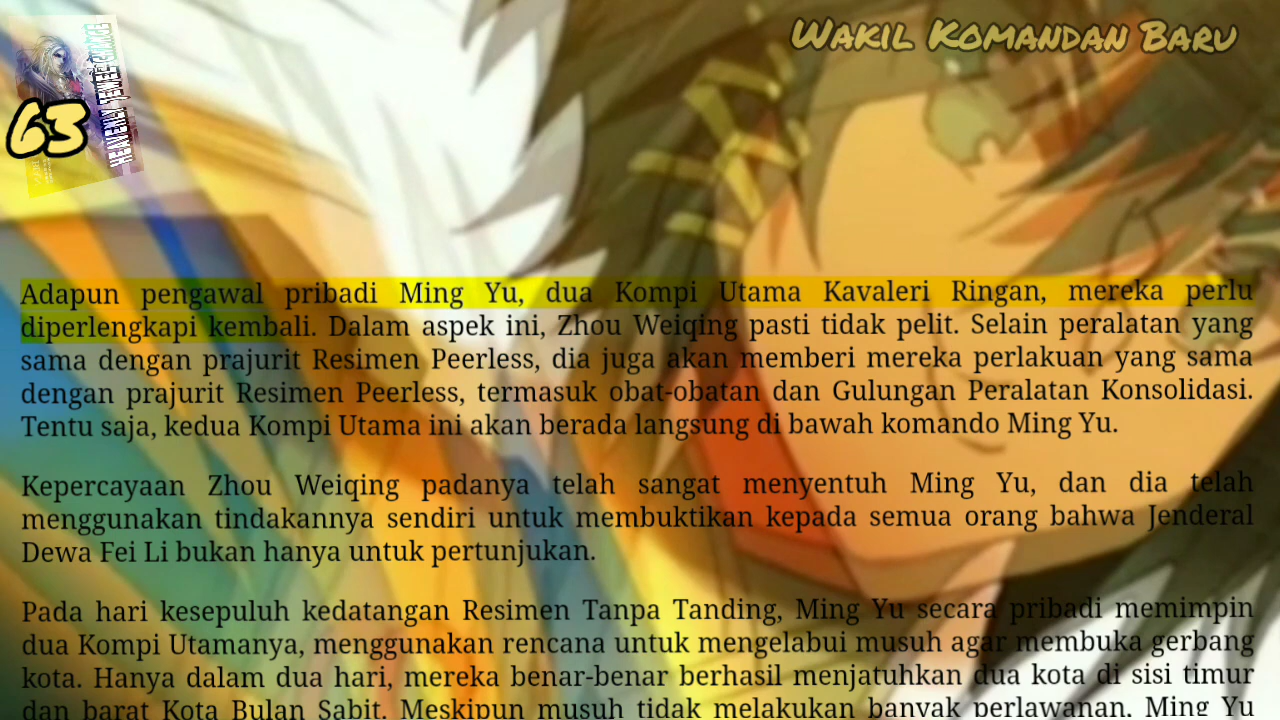 Wakil Komandan Baru
63
HEAVENLY JEWEL CHANGE
Adapun pengawal pribadi Ming Yu, dua Kompi Utama Kavaleri Ringan, mereka perlu
diperlengkapi kembali. Dalam aspek ini, Zhou Weiqing pasti tidak pelit. Selain peralatan yang
sama dengan prajurit Resimen Peerless, dia juga akan memberi mereka perlakuan yang sama
dengan prajurit Resimen Peerless, termasuk obat-obatan dan Gulungan Peralatan Konsolidasi.
Tentu saja, kedua Kompi Utama ini akan berada langsung di bawah komando Ming Yu.
Kepercayaan Zhou Weiqing padanya telah sangat menyentuh Ming Yu, dan dia telah
menggunakan tindakannya sendiri untuk membuktikan kepada semua orang bahwa Jenderal
Dewa Fei Li bukan hanya untuk pertunjukan.
Pada hari kesepuluh kedatangan Resimen Tanpa Tanding, Ming Yu secara pribadi memimpin
dua Kompi Utamanya, menggunakan rencana untuk mengelabui musuh agar membuka gerbang
kota. Hanya dalam dua hari, mereka benar-benar berhasil menjatuhkan dua kota di sisi timur
dan barat Kota Bulan Sabit. Meskipun musuh tidak melakukan banyak perlawanan, Ming Yu